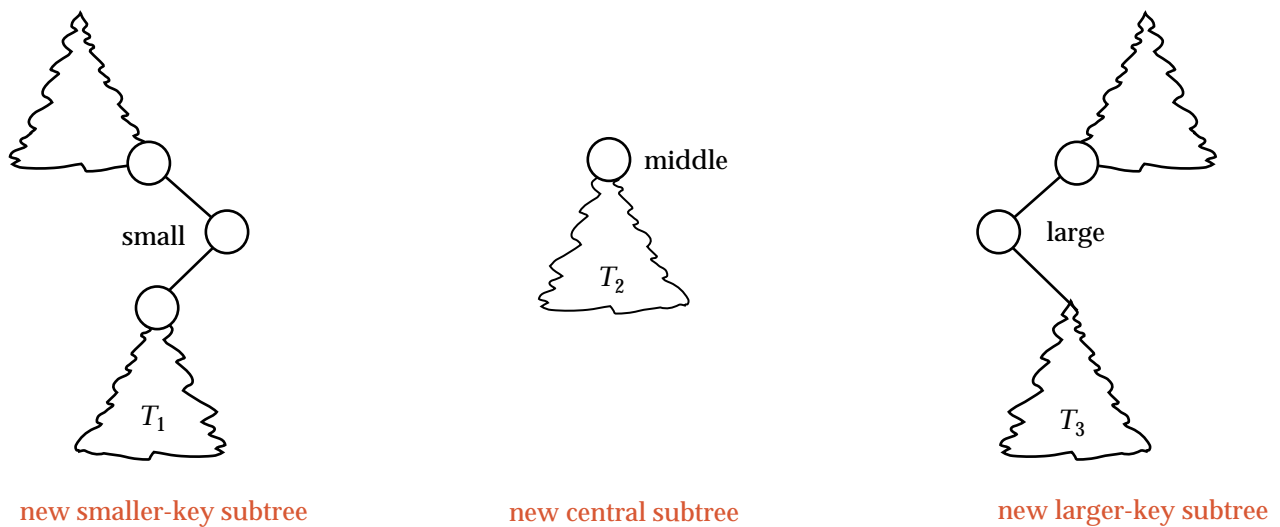 middle
small
large
T2
T1
T3
new smaller-key subtree
new central subtree
new larger-key subtree